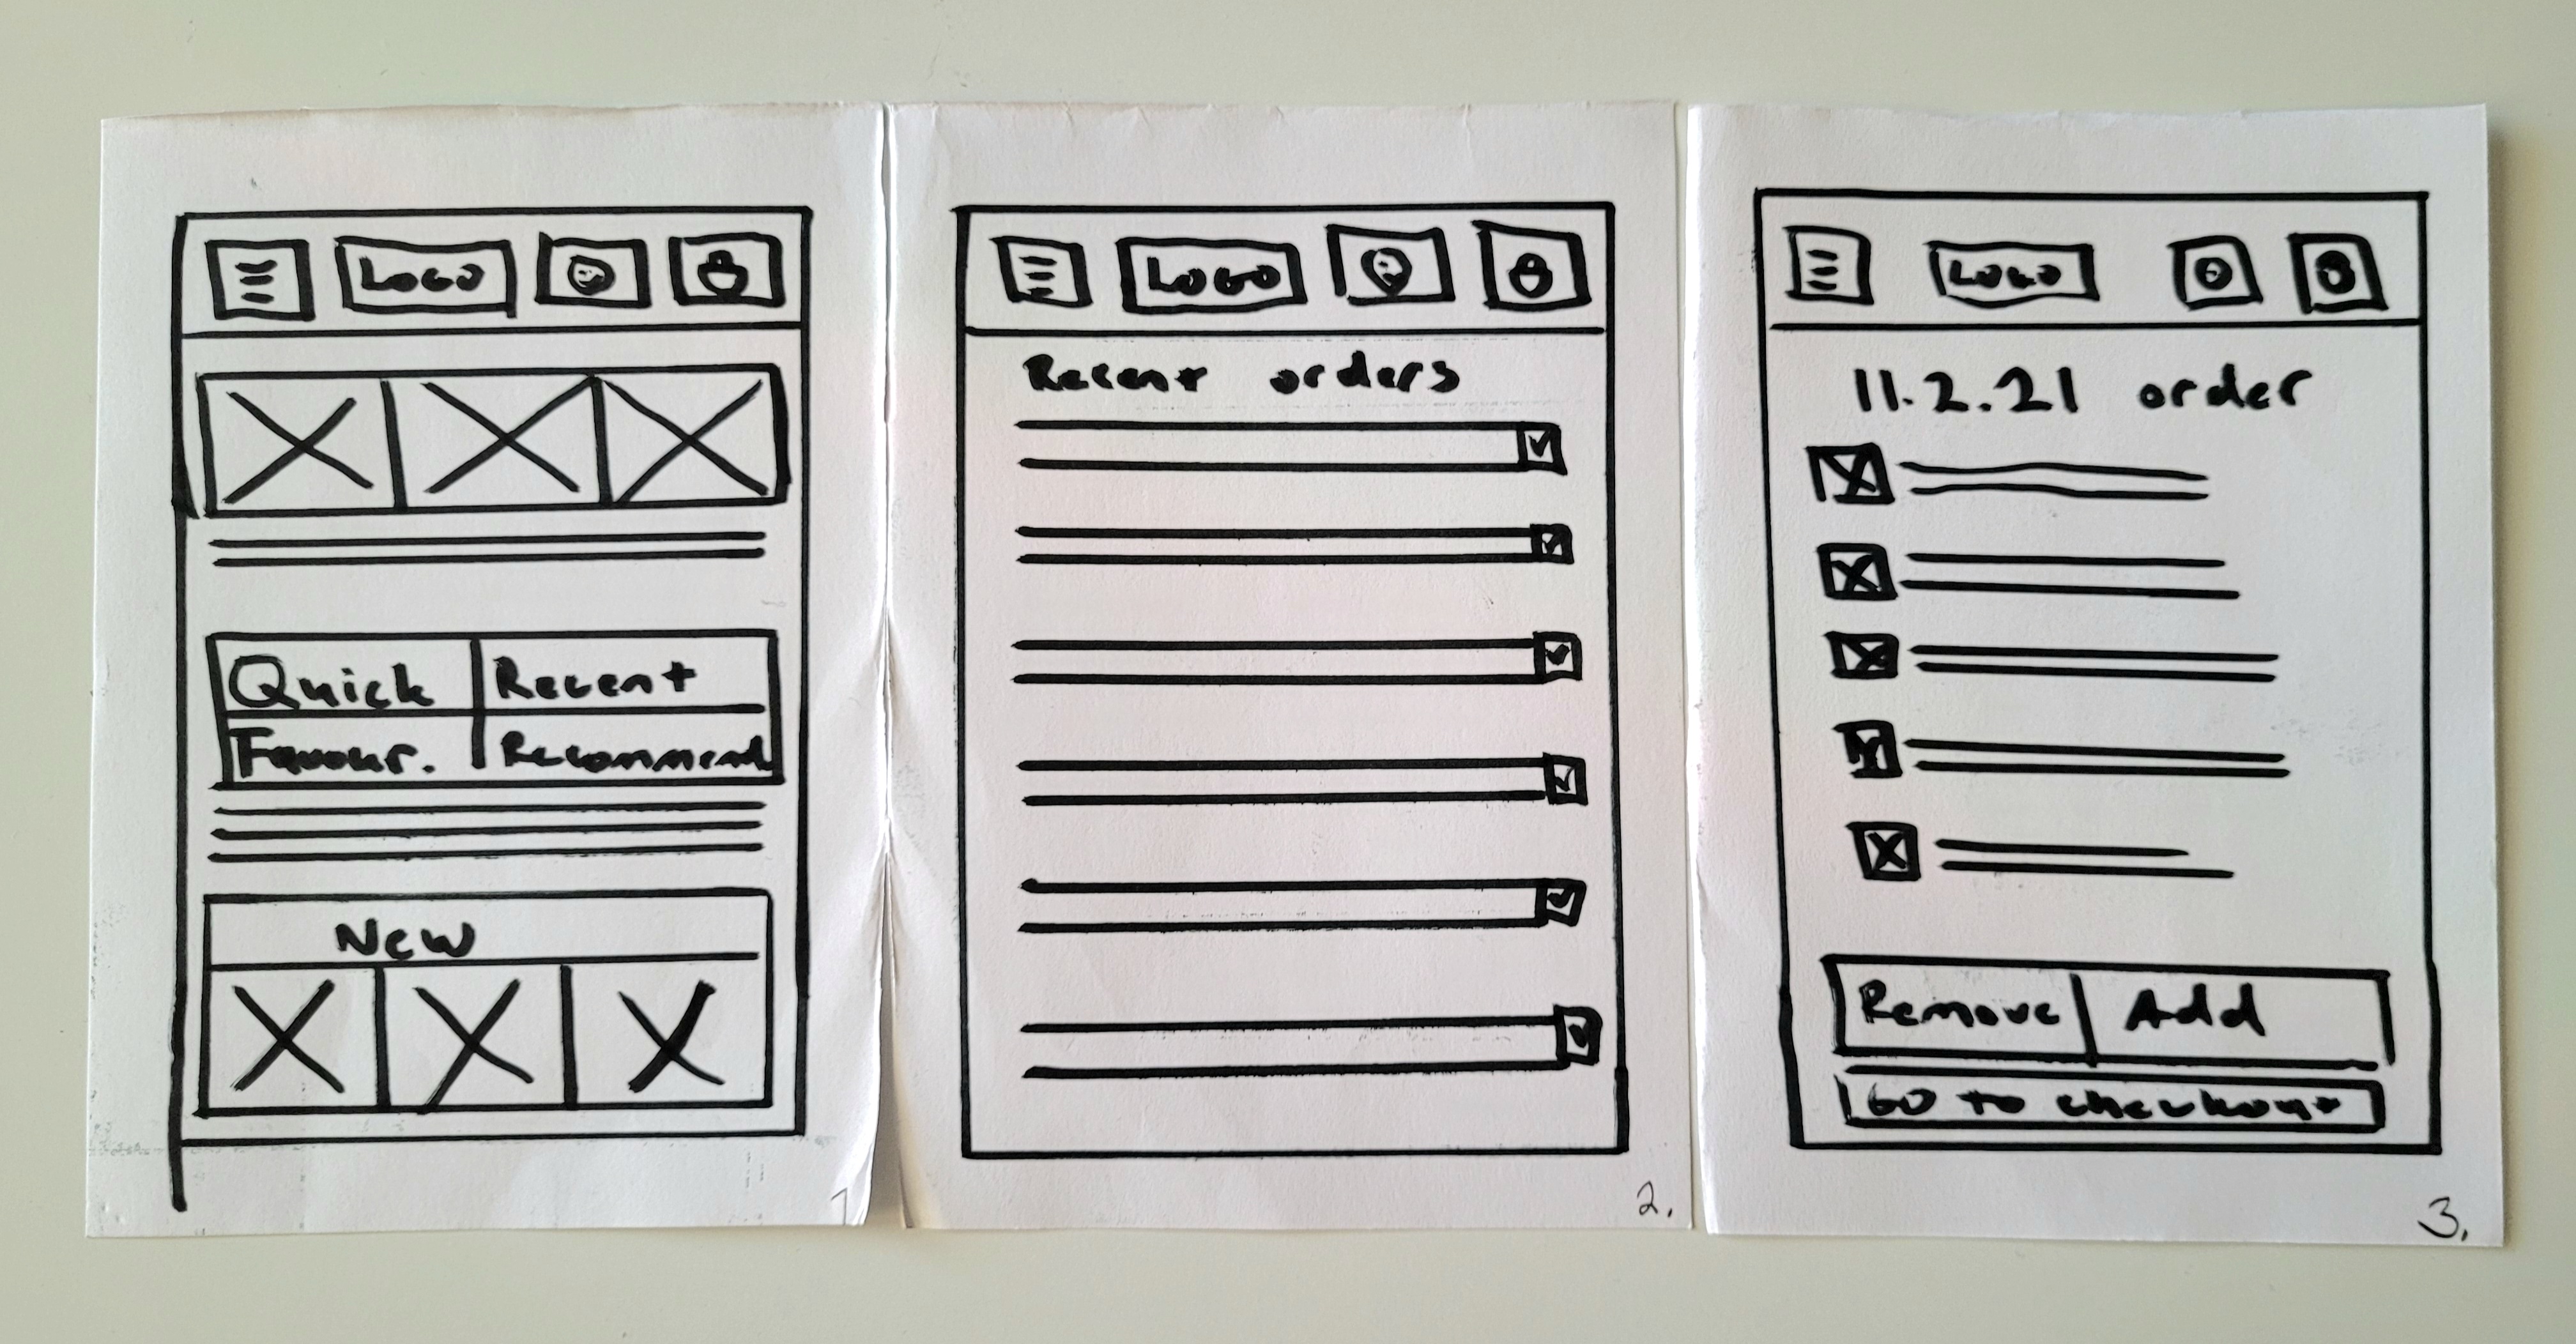 LOGO
Quick Recent
Favour. Recommend
New
1
LOGO
Recent orders
2.
LOGO
11.2.21 order
Remove Add
Go to checkout
3.